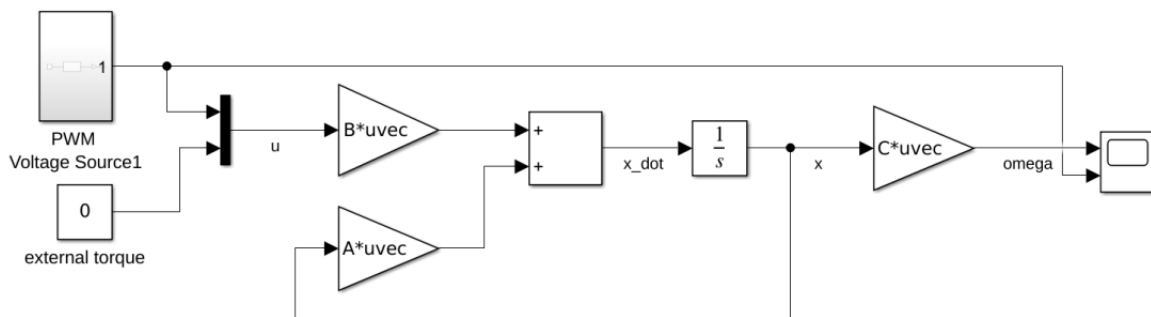 1
PWM
Voltage Source1
0
external torque
u
B*uvec
A*uvec
+
+
x_dot
1
s
x
C*uvec
omega